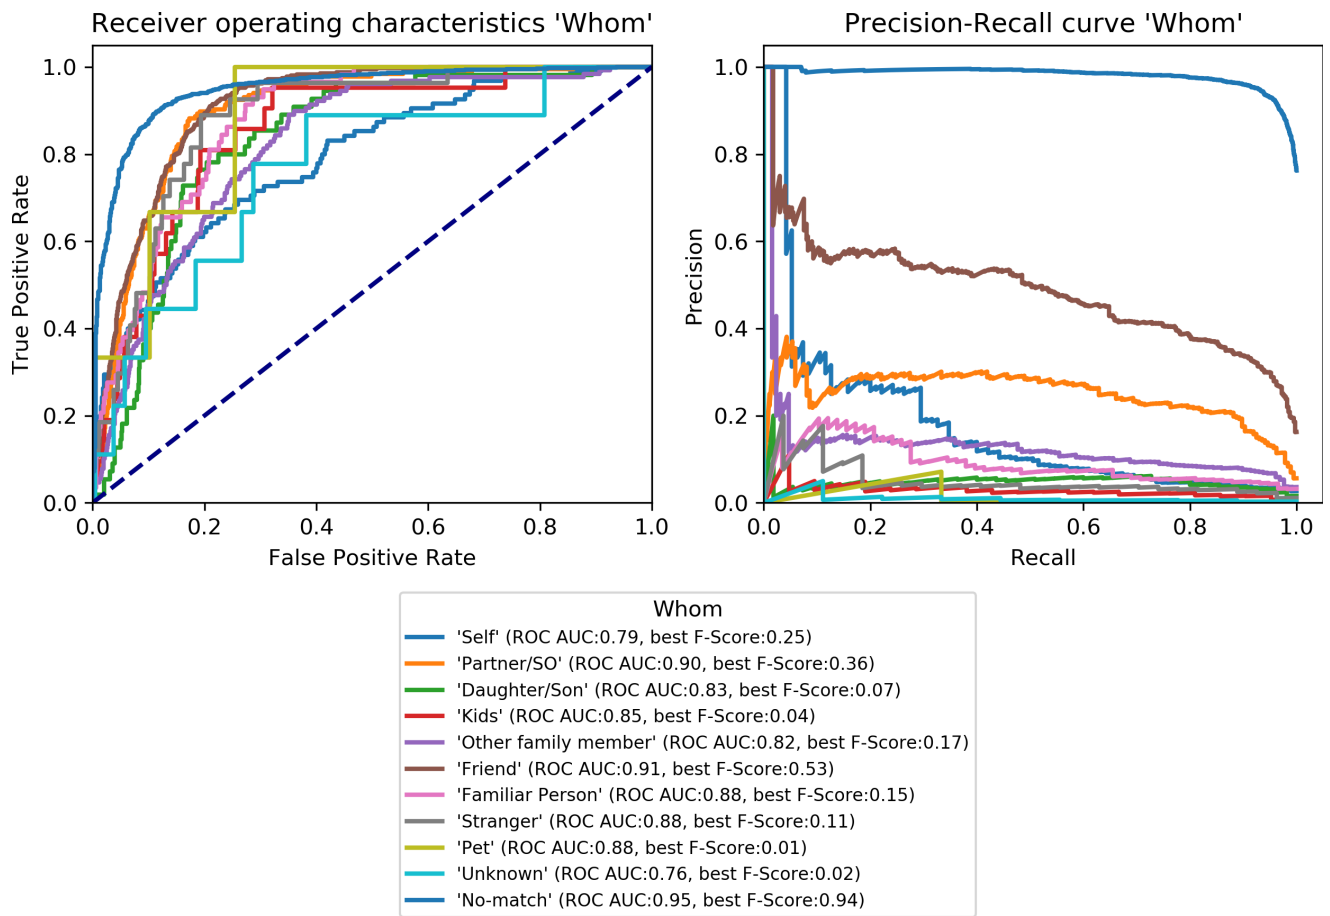 Receiver operating characteristics 'Whom'
1.0
0.8
0.6
0.4
0.2
0.0
True Positive Rate
0.0 0.2 0.4 0.6 0.8 1.0
False Positive Rate
Precision-Recall curve 'Whom'
1.0
0.8
0.6
0.4
0.2
0.0
Precision
0.0 0.2 0.4 0.6 0.8 1.0
Recall
Whom
'Self' (ROC AUC:0.79, best F-Score:0.25)
'Partner/SO' (ROC AUC:0.90, best F-Score:0.36)
'Daughter/Son' (ROC AUC:0.83, best F-Score:0.07)
'Kids' (ROC AUC:0.85, best F-Score:0.04)
'Other family member' (ROC AUC:0.82, best F-Score:0.17)
'Friend' (ROC AUC:0.91, best F-Score:0.53)
'Familiar Person' (ROC AUC:0.88, best F-Score:0.15)
'Stranger' (ROC AUC:0.88, best F-Score:0.11)
'Pet' (ROC AUC:0.88, best F-Score:0.01)
'Unknown' (ROC AUC:0.76, best F-Score:0.02)
'No-match' (ROC AUC:0.95, best F-Score:0.94)